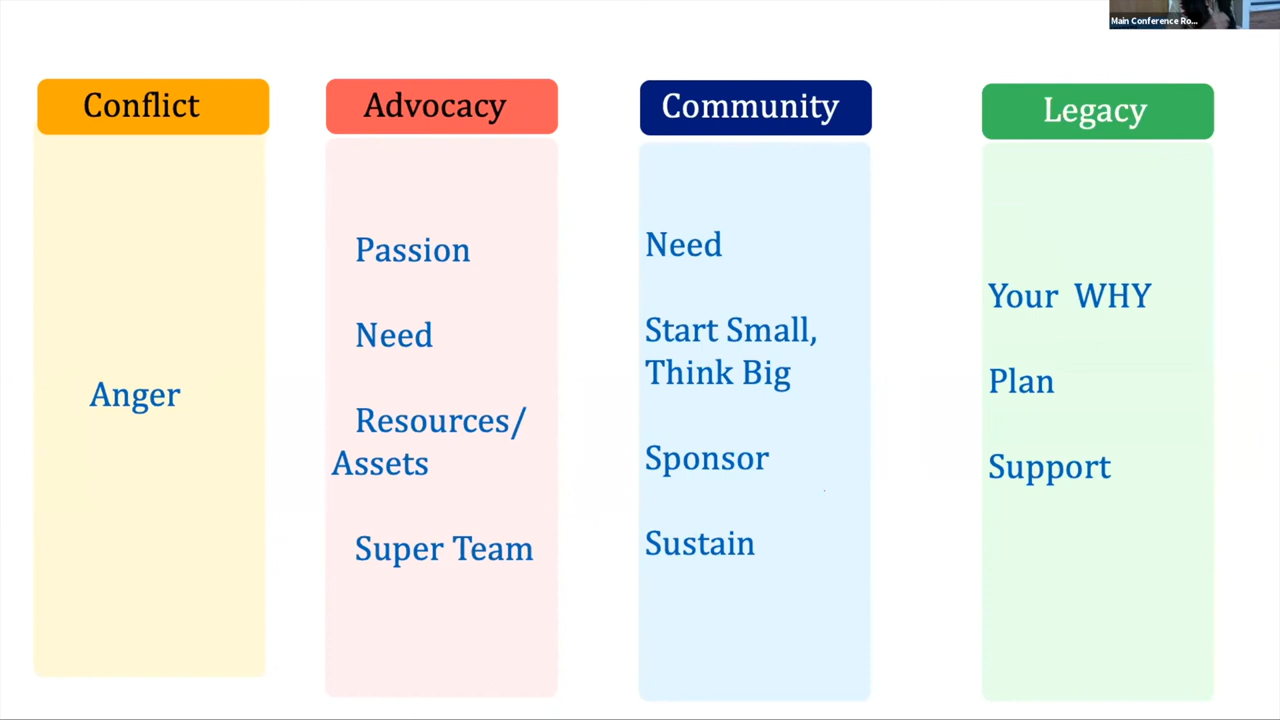 Main Conference Ro...
Conflict
Anger
Advocacy
Passion
Need
Resources/
Assets
Super Team
Community
Need
Start Small,
Think Big
Sponsor
Sustain
Legacy
Your WHY
Plan
Support